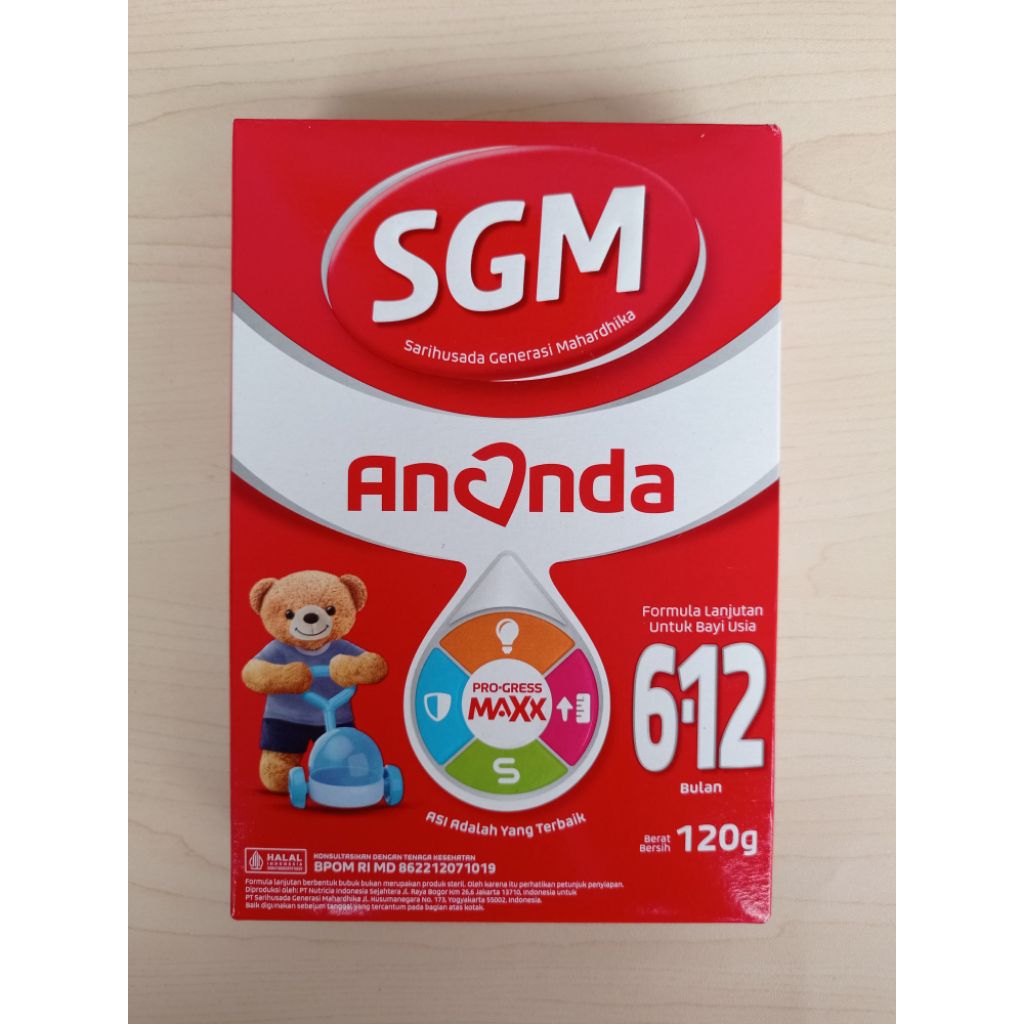 SGM
Sarihusada Generasi Mahardhika
Ananda
Formula Lanjutan
Untuk Bayi Usia
6-12
Bulan
PRO-GRESS
MAXX
S
ASI Adalah Yang Terbaik
Berat
Bersih 120g
HALAL
INDONESIA
KONSULTASIKAN DENGAN TENAGA KESEHATAN
BPOM RI MD 862212071019
Formula lanjutan berbentuk bubuk bukan merupakan produk steril. Oleh karena itu perhatikan petunjuk penyiapan.
Diproduksi oleh: PT Nutricia Indonesia Sejahtera Jl. Raya Bogor Km 26,6 Jakarta 13710, Indonesia untuk
PT Sarihusada Generasi Mahardhika Jl. Kusumanegara No. 173, Yogyakarta 55002, Indonesia.
Baik digunakan sebelum tanggal yang tercantum pada bagian atas kotak.